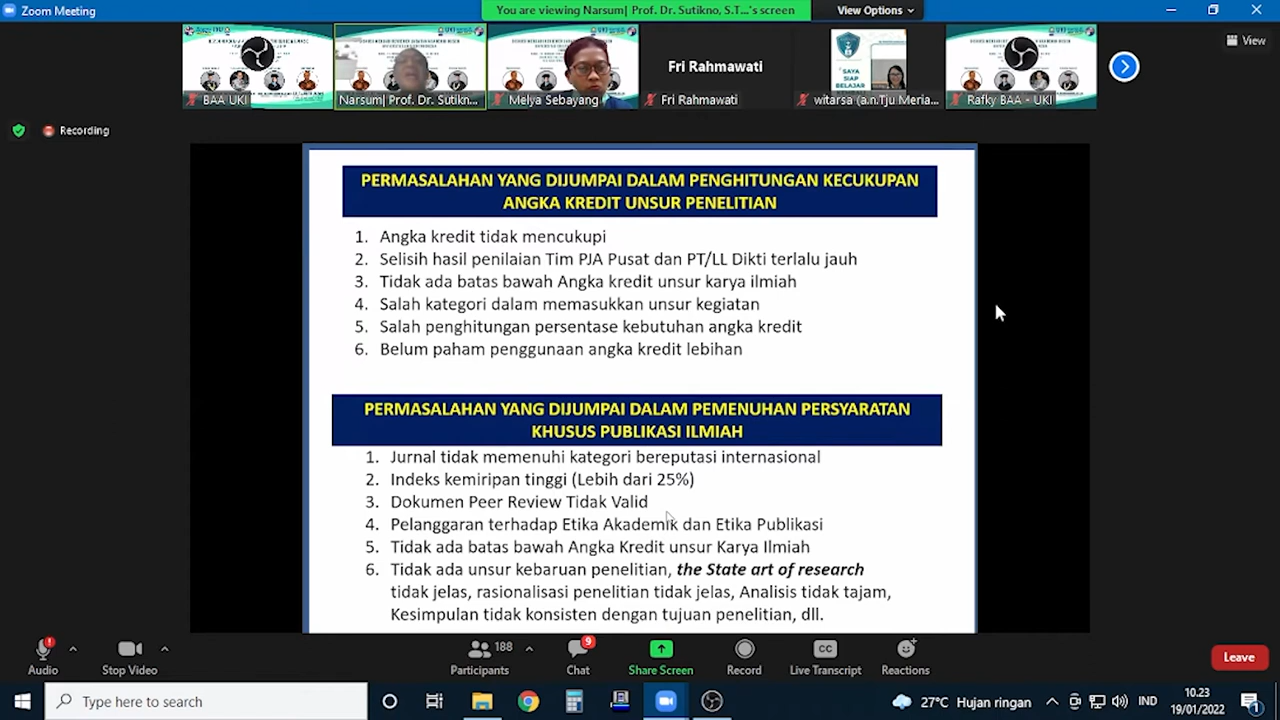 Zoom Meeting
You are viewing Narsum| Prof. Dr. Sutikno, S.T...'s screen
View Options
View
SAYA
SIAP
BELAJAR
Fri Rahmawati
BAA UKI
Narsum| Prof. Dr. Sutikn...
Melya Sebayang
Fri Rahmawati
witarsa (a.n.Tju Meria...
Rafky BAA - UKI
Recording
PERMASALAHAN YANG DIJUMPAI DALAM PENGHITUNGAN KECUKUPAN
ANGKA KREDIT UNSUR PENELITIAN
1. Angka kredit tidak mencukupi
2. Selisih hasil penilaian Tim PJA Pusat dan PT/LL Dikti terlalu jauh
3. Tidak ada batas bawah Angka kredit unsur karya ilmiah
4. Salah kategori dalam memasukkan unsur kegiatan
5. Salah penghitungan persentase kebutuhan angka kredit
6. Belum paham penggunaan angka kredit lebihan
PERMASALAHAN YANG DIJUMPAI DALAM PEMENUHAN PERSYARATAN
KHUSUS PUBLIKASI ILMIAH
1. Jurnal tidak memenuhi kategori bereputasi internasional
2. Indeks kemiripan tinggi (Lebih dari 25%)
3. Dokumen Peer Review Tidak Valid
4. Pelanggaran terhadap Etika Akademik dan Etika Publikasi
5. Tidak ada batas bawah Angka Kredit unsur Karya Ilmiah
6. Tidak ada unsur kebaruan penelitian, the State art of research
tidak jelas, rasionalisasi penelitian tidak jelas, Analisis tidak tajam,
Kesimpulan tidak konsisten dengan tujuan penelitian, dll.
188
9
Audio
Stop Video
Participants
Chat
Share Screen
Record
CC
Live Transcript
Reactions
Leave
Type here to search
27°C Hujan ringan
IND
10.23
19/01/2022
1